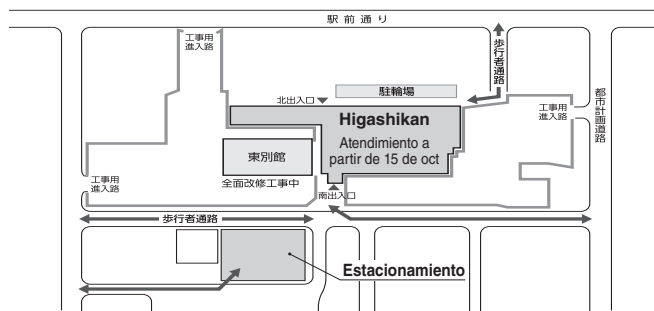 駅前通り
工事用
進入路
歩行者通路
駐輪場
北出入口
工事用
進入路
都市計画道路
Higashikan
Atendimiento a
partir de 15 de oct
東別館
全面改修工事中
工事用
進入路
南出入口
歩行者通路
Estacionamiento